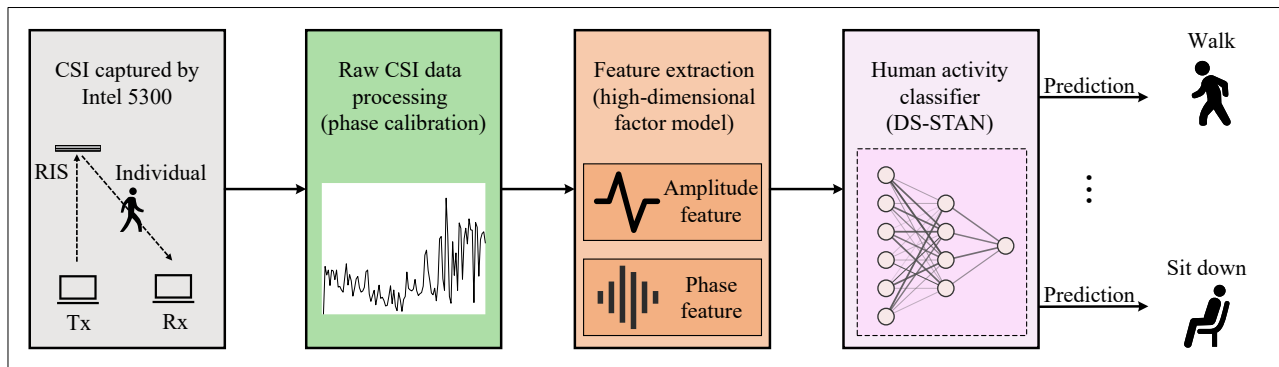 CSI captured by
Intel 5300
RIS
Individual
Tx
Rx
Raw CSI data
processing
(phase calibration)
Feature extraction
(high-dimensional
factor model)
Amplitude
feature
Phase
feature
Human activity
classifier
(DS-STAN)
Prediction
Prediction
Walk
Sit down